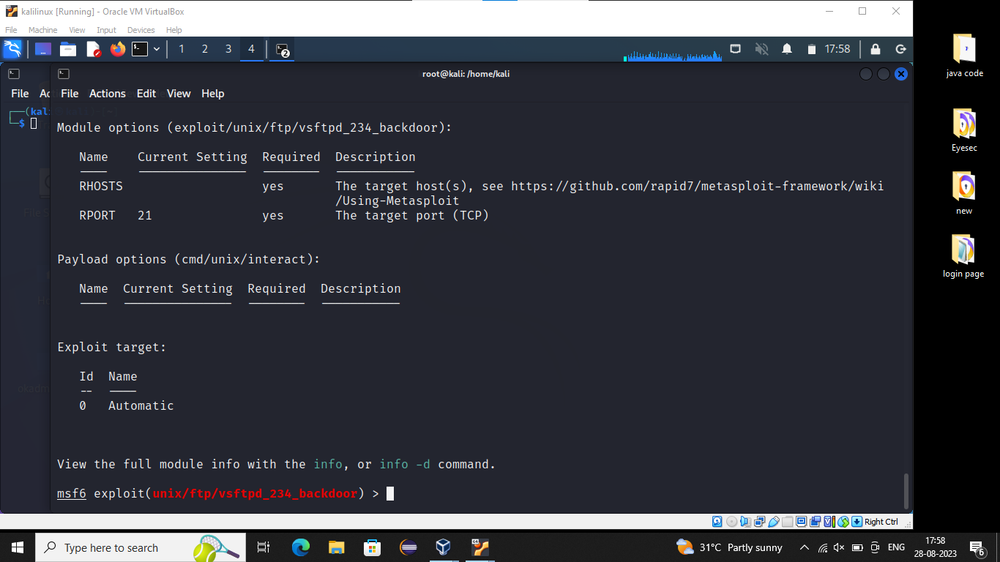 kalilinux [Running] - Oracle VM VirtualBox
File Machine View Input Devices Help
1 2 3 4 2 17:58
root@kali: /home/kali
File File Actions Edit View Help
(kal
$
Module options (exploit/unix/ftp/vsftpd_234_backdoor):
Name Current Setting Required Description
RHOSTS yes The target host(s), see https://github.com/rapid7/metasploit-framework/wiki
/Using-Metasploit
RPORT 21 yes The target port (TCP)
Payload options (cmd/unix/interact):
Name Current Setting Required Description
Exploit target:
Id Name
-- ----
0 Automatic
View the full module info with the info, or info -d command.
msf6 exploit(unix/ftp/vsftpd_234_backdoor) >
Right Ctrl
java code
Eyesec
new
login page
Type here to search
31°C Partly sunny
ENG
17:58
28-08-2023
6